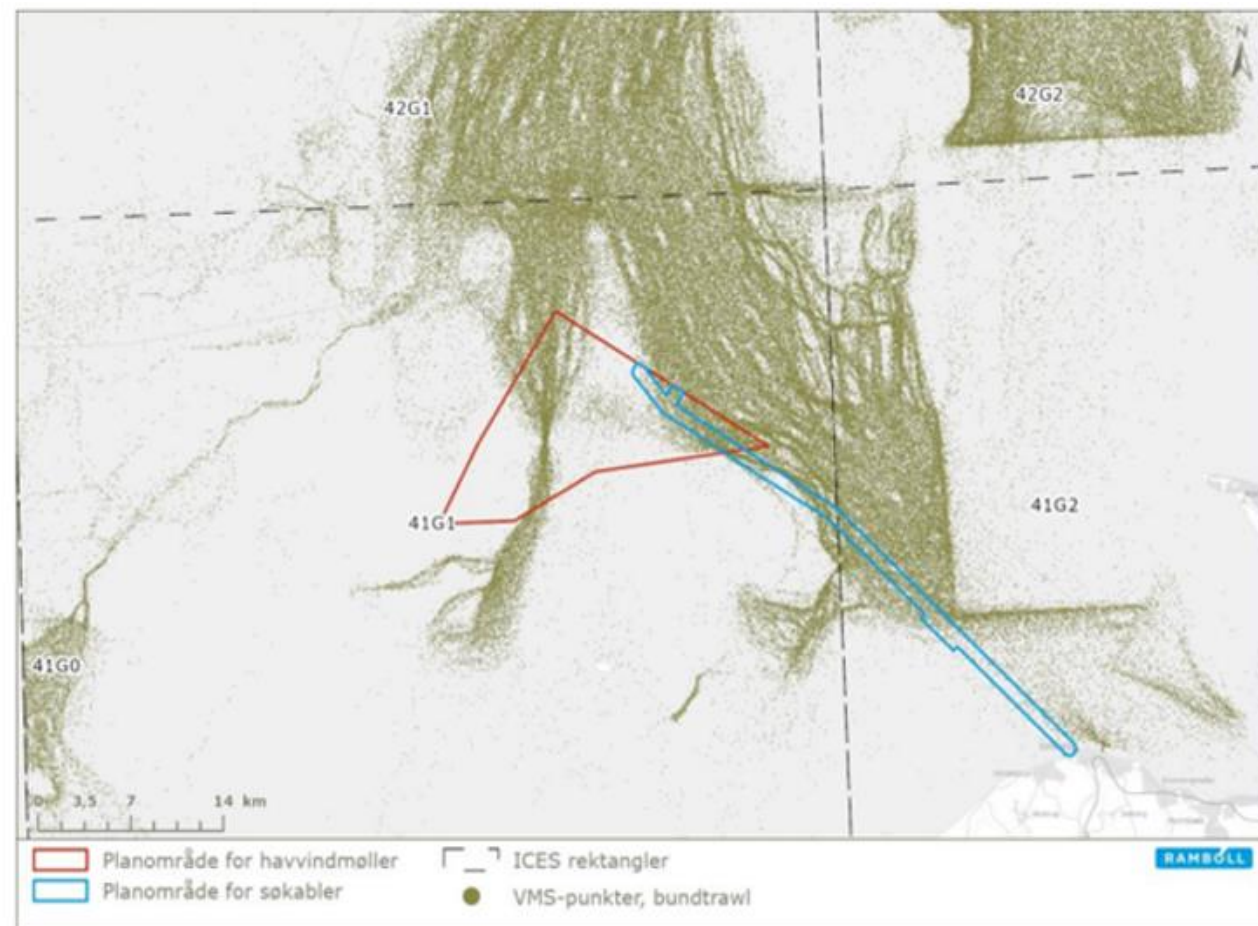 N
42G1
42G2
41G1
41G2
41G0
0 3,5 7 14 km
Planområde for havvindmøller
Planområde for søkabler
ICES rektangler
VMS-punkter, bundtrawl
RAMBOLL